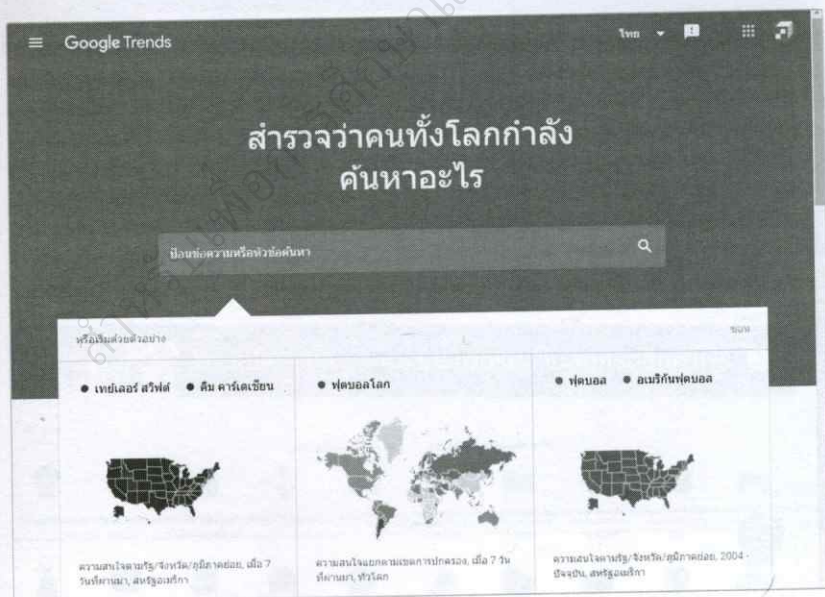 Google Trends
ไทย
สำรวจว่าคนทั้งโลกกำลัง
ค้นหาอะไร
ป้อนข้อความหรือหัวข้อค้นหา
หรือเริ่มด้วยตัวอย่าง
ซ่อน
เทย์เลอร์ สวิฟต์ คิม คาร์เดเชียน
ฟุตบอลโลก
ฟุตบอล อเมริกันฟุตบอล
ความสนใจตามรัฐ/จังหวัด/ภูมิภาคย่อย, เมื่อ 7
วันที่ผ่านมา, สหรัฐอเมริกา
ความสนใจแยกตามเขตการปกครอง, เมื่อ 7 วัน
ที่ผ่านมา, ทั่วโลก
ความสนใจตามรัฐ/จังหวัด/ภูมิภาคย่อย, 2004 -
ปัจจุบัน, สหรัฐอเมริกา